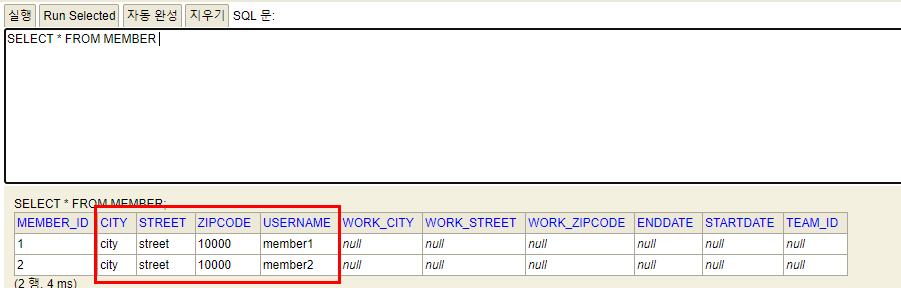 실행 Run Selected 자동 완성 지우기 SQL 문:
SELECT * FROM MEMBER
SELECT * FROM MEMBER;
MEMBER_ID CITY STREET ZIPCODE USERNAME WORK_CITY WORK_STREET WORK_ZIPCODE ENDDATE STARTDATE TEAM_ID
1 city street 10000 member1 null null null null null null
2 city street 10000 member2 null null null null null null
(2 행, 4 ms)